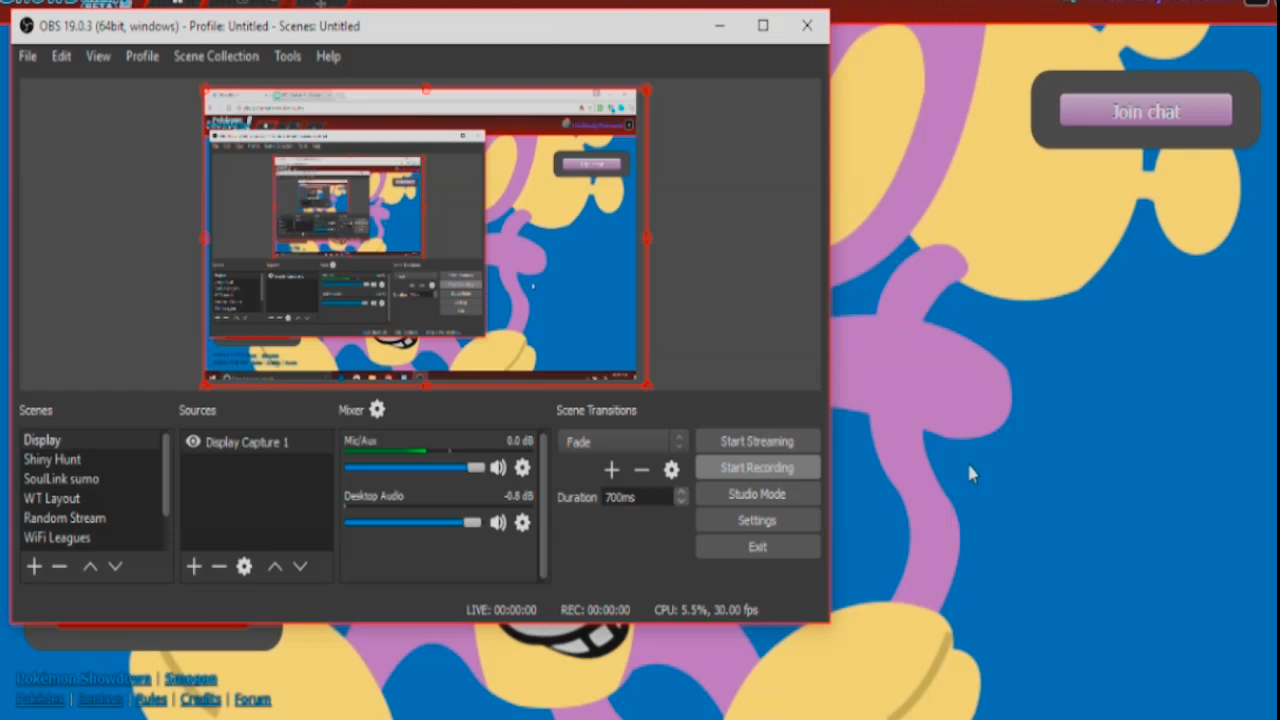 OBS 19.0.3 (64bit, windows) - Profile: Untitled - Scenes: Untitled
File Edit View Profile Scene Collection Tools Help
Join chat
Scenes Sources Mixer Scene Transitions
Display
Shiny Hunt
SoulLink sumo
WT Layout
Random Stream
WiFi Leagues
Display Capture 1
Mic/Aux 0.0 dB
Desktop Audio -0.8 dB
Fade
Duration 700ms
Start Streaming
Start Recording
Studio Mode
Settings
Exit
LIVE: 00:00:00 REC: 00:00:00 CPU: 5.5%, 30.00 fps
Pokémon Showdown | Smogon
Rules | Credits | Forum